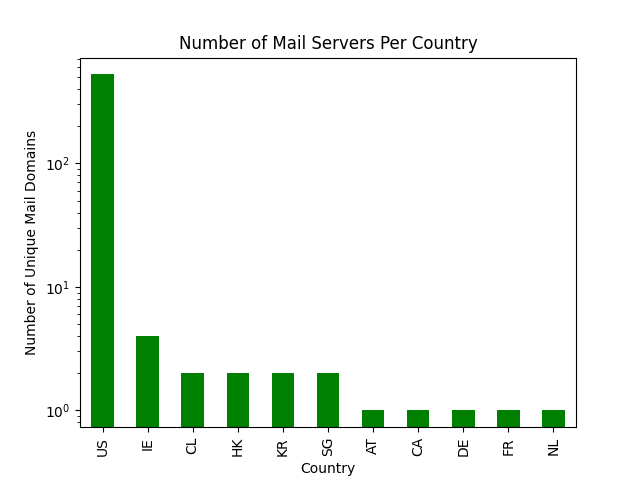 Number of Mail Servers Per Country
Number of Unique Mail Domains
10²
10¹
10⁰
US IE CL HK KR SG AT CA DE FR NL
Country